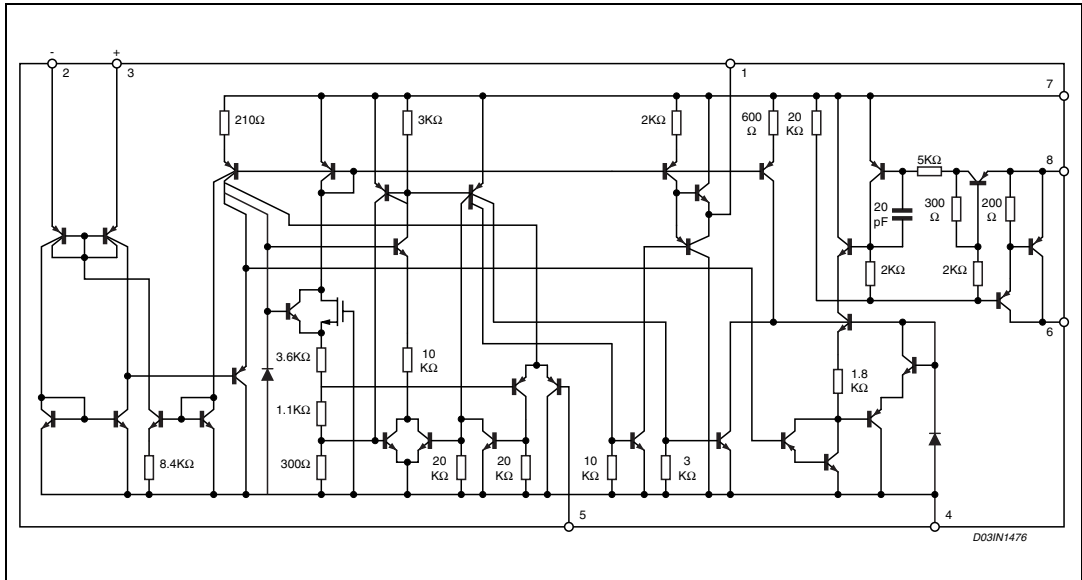 - +
2 3 1 7
210Ω 3KΩ 2KΩ 600 Ω 20 KΩ
5KΩ 8
20 pF 300 Ω 200 Ω
2KΩ 2KΩ
6
3.6KΩ 10 KΩ 1.8 KΩ
1.1KΩ
300Ω 20 KΩ 20 KΩ 10 KΩ 3 KΩ
8.4KΩ
5 4
D03IN1476